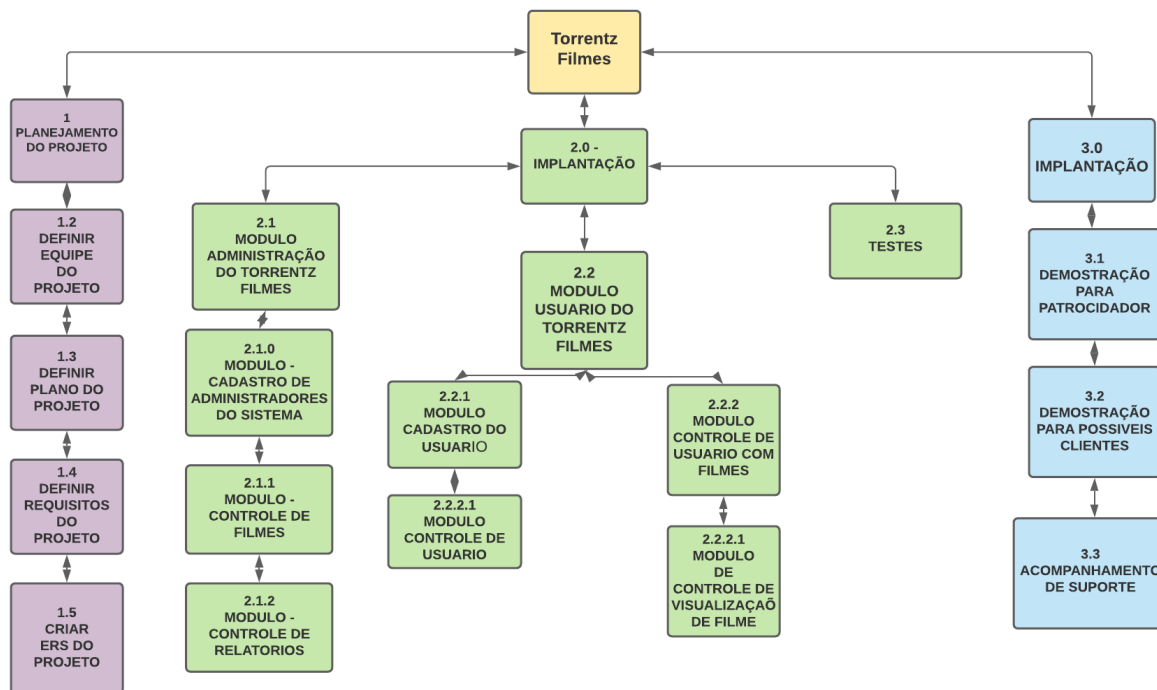 Torrentz
Filmes
1
PLANEJAMENTO
DO PROJETO
1.2
DEFINIR
EQUIPE
DO
PROJETO
1.3
DEFINIR
PLANO DO
PROJETO
1.4
DEFINIR
REQUISITOS
DO
PROJETO
1.5
CRIAR
ERS DO
PROJETO
2.0 -
IMPLANTAÇÃO
2.1
MODULO
ADMINISTRAÇÃO
DO TORRENTZ
FILMES
2.1.0
MODULO -
CADASTRO DE
ADMINISTRADORES
DO SISTEMA
2.1.1
MODULO -
CONTROLE DE
FILMES
2.1.2
MODULO -
CONTROLE DE
RELATORIOS
2.2
MODULO
USUARIO DO
TORRENTZ
FILMES
2.2.1
MODULO
CADASTRO DO
USUARIO
2.2.2.1
MODULO
CONTROLE DE
USUARIO
2.2.2
MODULO
CONTROLE DE
USUARIO COM
FILMES
2.2.2.1
MODULO
DE
CONTROLE DE
VISUALIZAÇAÕ
DE FILME
2.3
TESTES
3.0
IMPLANTAÇÃO
3.1
DEMOSTRAÇÃO
PARA
PATROCIDADOR
3.2
DEMOSTRAÇÃO
PARA POSSIVEIS
CLIENTES
3.3
ACOMPANHAMENTO
DE SUPORTE